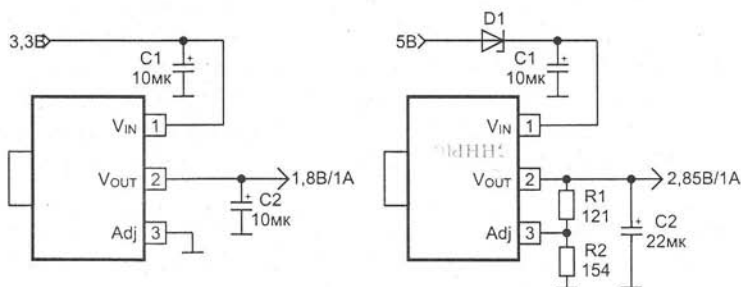 3,3В
C1
10мк
VIN
1
VOUT
2
1,8В/1А
C2
10мк
Adj
3
5В
D1
C1
10мк
VIN
1
VOUT
2
2,85В/1А
R1
121
C2
22мк
Adj
3
R2
154